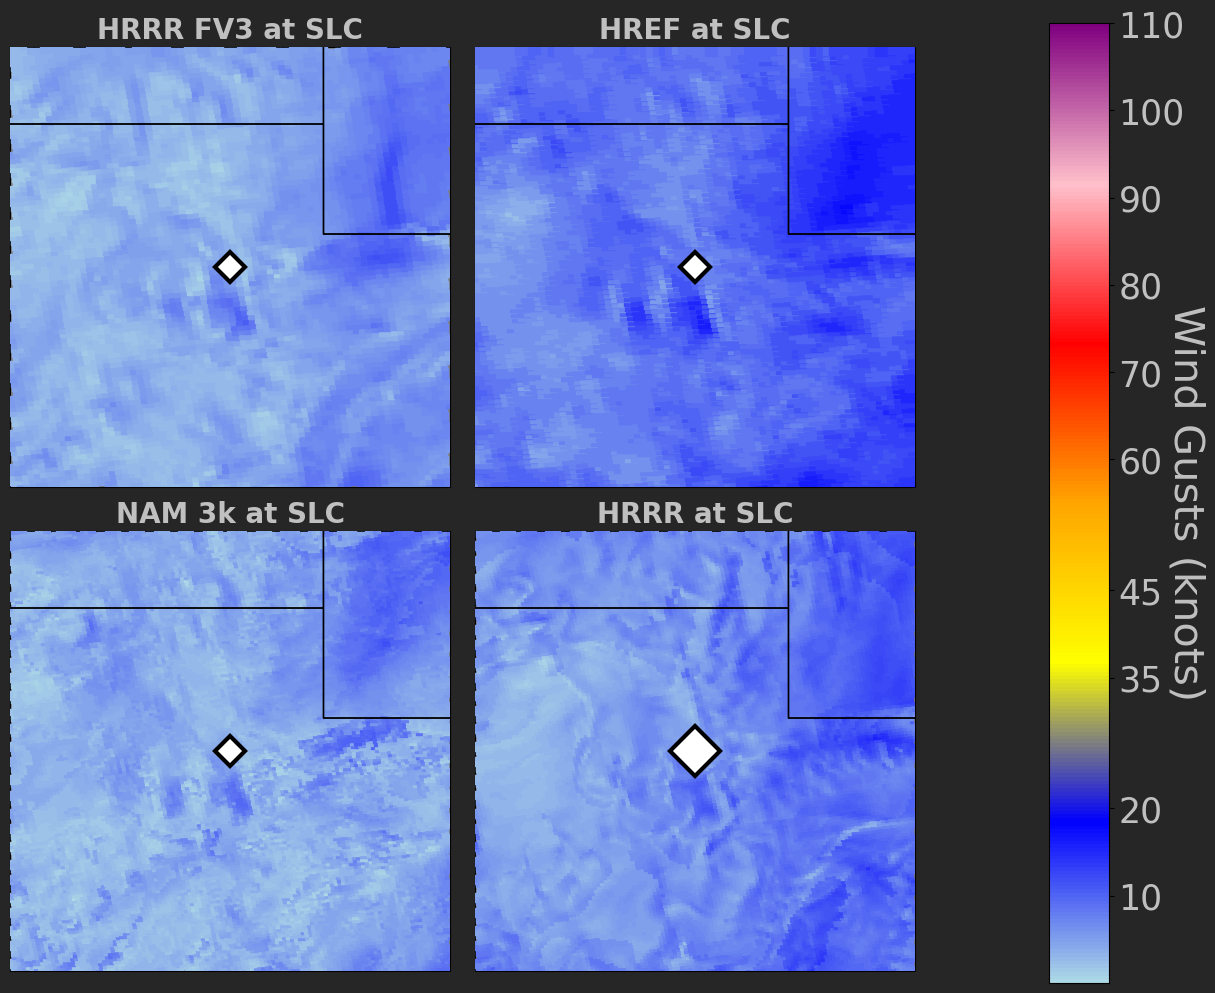 HRRR FV3 at SLC
HREF at SLC
NAM 3k at SLC
HRRR at SLC
110
100
90
80
70
60
45
35
20
10
Wind Gusts (knots)